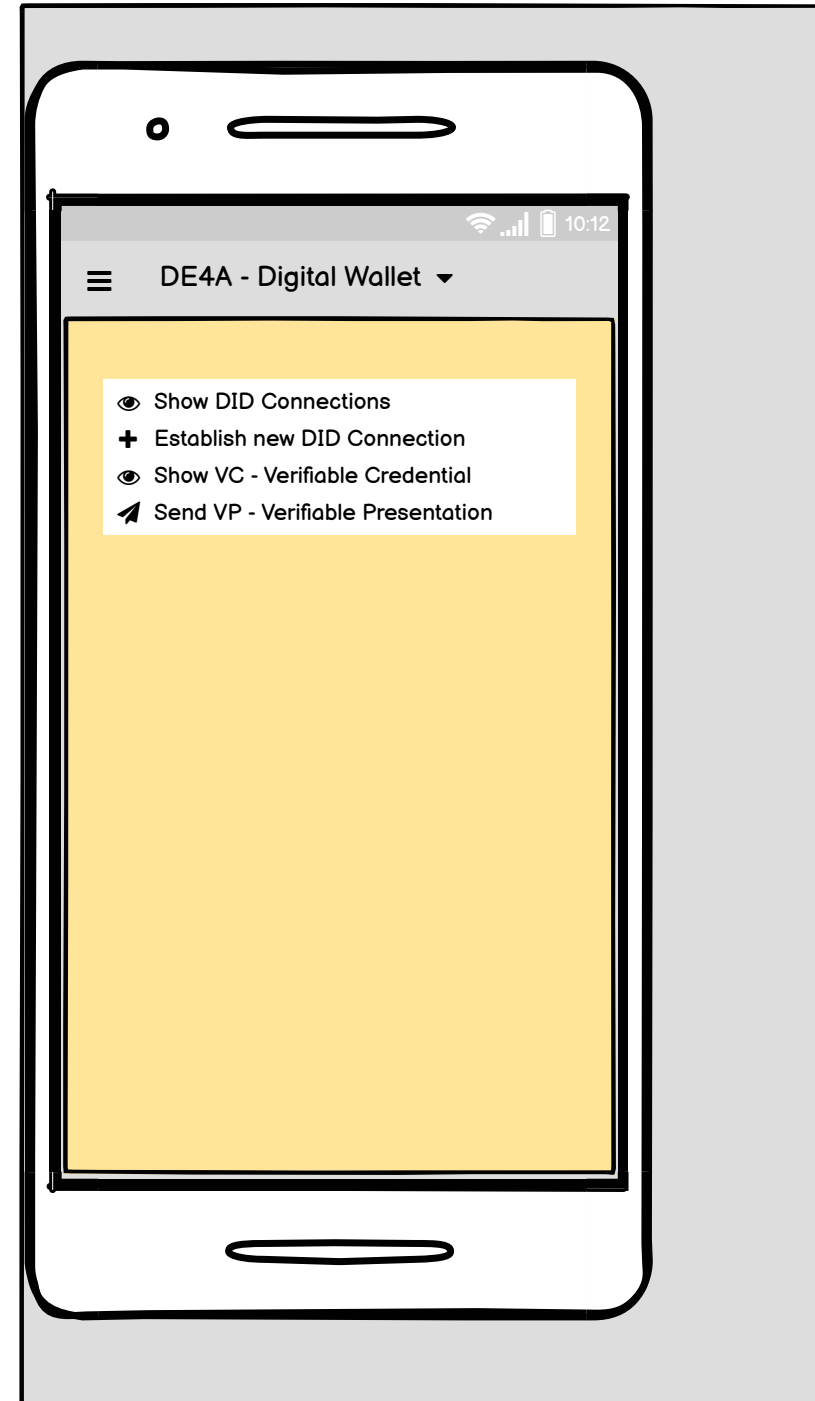 10:12
DE4A - Digital Wallet
Show DID Connections
Establish new DID Connection
Show VC - Verifiable Credential
Send VP - Verifiable Presentation